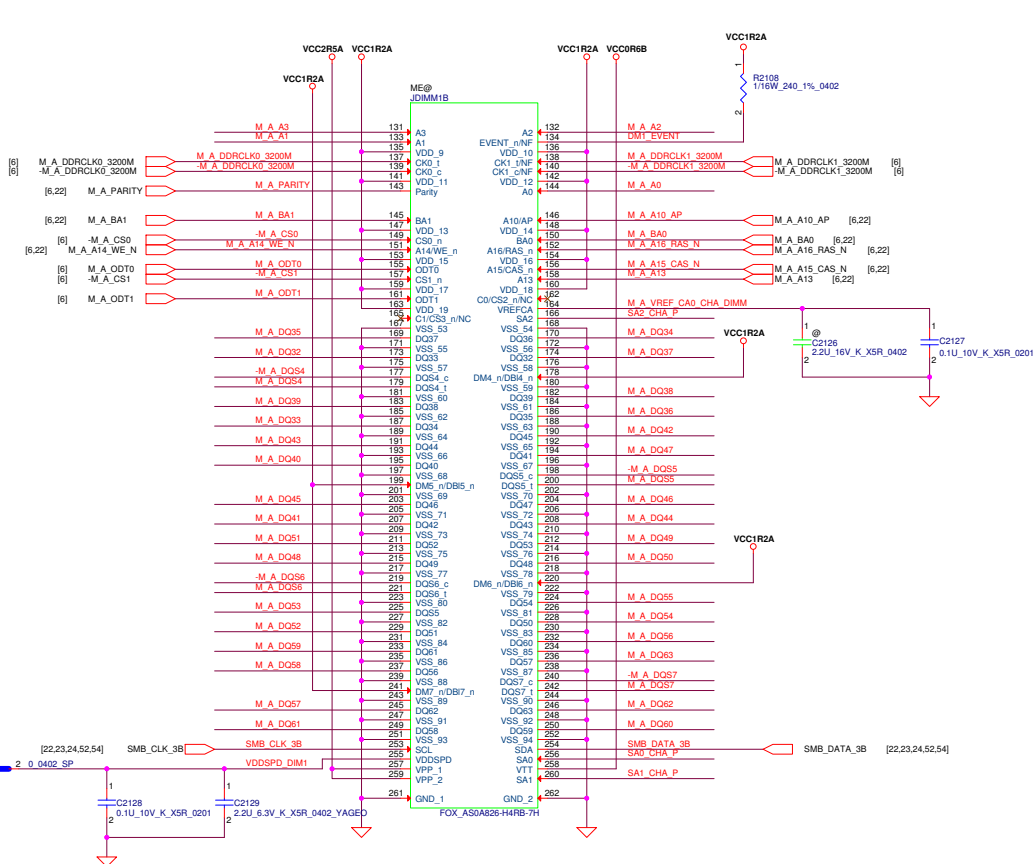 VCC2R5A VCC1R2A VCC1R2A VCC0R6B VCC1R2A
VCC1R2A
1 R2108
1/16W_240_1%_0402
2
ME@
JDIMM1B
M_A_A3 131 A3 A2 132 M_A_A2
M_A_A1 133 A1 EVENT_n/NF 134 DM1_EVENT
135 VDD_9 VDD_10 136
[6] M_A_DDRCLK0_3200M M_A_DDRCLK0_3200M 137 CK0_t CK1_t/NF 138 M_A_DDRCLK1_3200M M_A_DDRCLK1_3200M [6]
[6] -M_A_DDRCLK0_3200M -M_A_DDRCLK0_3200M 139 CK0_c CK1_c/NF 140 -M_A_DDRCLK1_3200M -M_A_DDRCLK1_3200M [6]
141 VDD_11 VDD_12 142
[6,22] M_A_PARITY M_A_PARITY 143 Parity A0 144 M_A_A0
[6,22] M_A_BA1 M_A_BA1 145 BA1 A10/AP 146 M_A_A10_AP M_A_A10_AP [6,22]
147 VDD_13 VDD_14 148
[6] -M_A_CS0 -M_A_CS0 149 CS0_n BA0 150 M_A_BA0 M_A_BA0 [6,22]
[6,22] M_A_A14_WE_N M_A_A14_WE_N 151 A14/WE_n A16/RAS_n 152 M_A_A16_RAS_N M_A_A16_RAS_N [6,22]
153 VDD_15 VDD_16 154
[6] M_A_ODT0 M_A_ODT0 155 ODT0 A15/CAS_n 156 M_A_A15_CAS_N M_A_A15_CAS_N [6,22]
[6] -M_A_CS1 -M_A_CS1 157 CS1_n A13 158 M_A_A13 M_A_A13 [6,22]
159 VDD_17 VDD_18 160
[6] M_A_ODT1 M_A_ODT1 161 ODT1 C0/CS2_n/NC 162
163 VDD_19 VREFCA 164 M_A_VREF_CA0_CHA_DIMM
165 C1/CS3_n/NC SA2 166 SA2_CHA_P
167 VSS_53 VSS_54 168
M_A_DQ35 169 DQ37 DQ36 170 M_A_DQ34 VCC1R2A
171 VSS_55 VSS_56 172
M_A_DQ32 173 DQ33 DQ32 174 M_A_DQ37
1 @ C2126 2.2U_16V_K_X5R_0402 2
1 C2127 0.1U_10V_K_X5R_0201 2
175 VSS_57 VSS_58 176
-M_A_DQS4 177 DQS4_c DM4_n/DBI4_n 178
M_A_DQS4 179 DQS4_t VSS_59 180
181 VSS_60 DQ39 182 M_A_DQ38
M_A_DQ39 183 DQ38 VSS_61 184
185 VSS_62 DQ35 186 M_A_DQ36
M_A_DQ33 187 DQ34 VSS_63 188
189 VSS_64 DQ45 190 M_A_DQ42
M_A_DQ43 191 DQ44 VSS_65 192
193 VSS_66 DQ41 194 M_A_DQ47
M_A_DQ40 195 DQ40 VSS_67 196
197 VSS_68 DQS5_c 198 -M_A_DQS5
199 DM5_n/DBI5_n DQS5_t 200 M_A_DQS5
201 VSS_69 VSS_70 202
M_A_DQ45 203 DQ46 DQ47 204 M_A_DQ46
205 VSS_71 VSS_72 206
M_A_DQ41 207 DQ42 DQ43 208 M_A_DQ44
209 VSS_73 VSS_74 210
M_A_DQ51 211 DQ52 DQ53 212 M_A_DQ49 VCC1R2A
213 VSS_75 VSS_76 214
M_A_DQ48 215 DQ49 DQ48 216 M_A_DQ50
217 VSS_77 VSS_78 218
-M_A_DQS6 219 DQS6_c DM6_n/DBI6_n 220
M_A_DQS6 221 DQS6_t VSS_79 222
223 VSS_80 DQ54 224 M_A_DQ55
M_A_DQ53 225 DQS5 VSS_81 226
227 VSS_82 DQ50 228 M_A_DQ54
M_A_DQ52 229 DQ51 VSS_83 230
231 VSS_84 DQ60 232 M_A_DQ56
M_A_DQ59 233 DQ61 VSS_85 234
235 VSS_86 DQ57 236 M_A_DQ63
M_A_DQ58 237 DQ56 VSS_87 238
239 VSS_88 DQS7_c 240 -M_A_DQS7
241 DM7_n/DBI7_n DQS7_t 242 M_A_DQS7
243 VSS_89 VSS_90 244
M_A_DQ57 245 DQ62 DQ63 246 M_A_DQ62
247 VSS_91 VSS_92 248
M_A_DQ61 249 DQ58 DQ59 250 M_A_DQ60
251 VSS_93 VSS_94 252
[22,23,24,52,54] SMB_CLK_3B SMB_CLK_3B 253 SCL SDA 254 SMB_DATA_3B SMB_DATA_3B [22,23,24,52,54]
255 VDDSPD SA0 256 SA0_CHA_P
2 0_0402_SP VDDSPD_DIM1 257 VPP_1 VTT 258
259 VPP_2 SA1 260 SA1_CHA_P
1 C2128 0.1U_10V_K_X5R_0201 2
1 C2129 2.2U_6.3V_K_X5R_0402_YAGEO 2
261 GND_1 GND_2 262
FOX_AS0A826-H4RB-7H